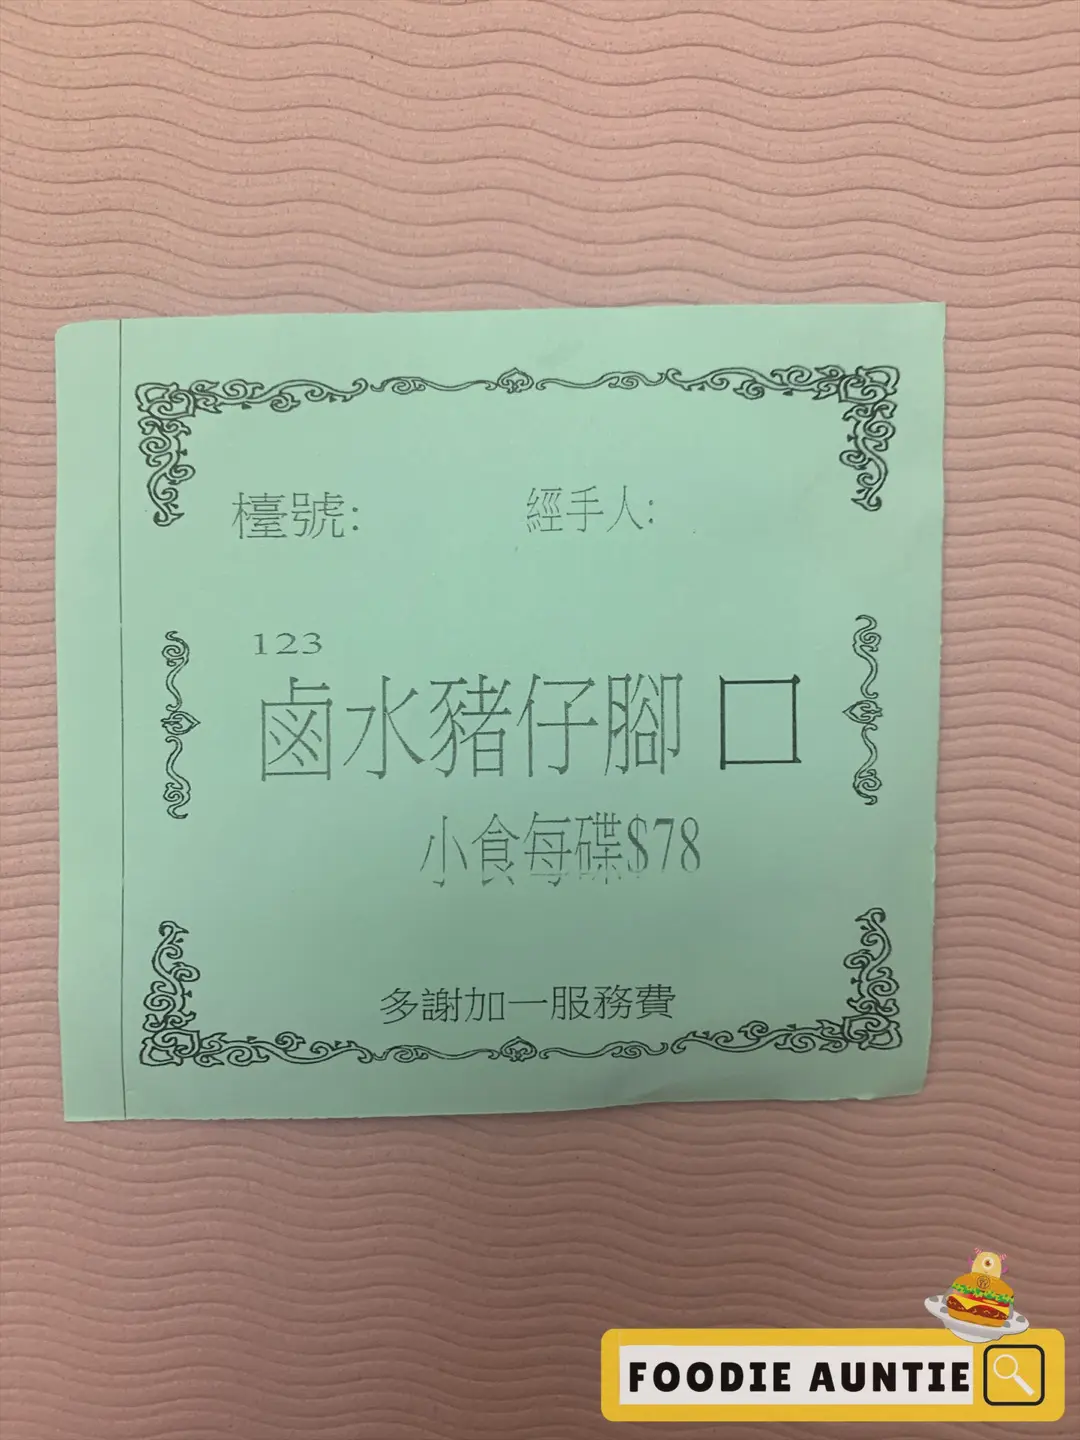 檯號:
經手人:
123
鹵水豬仔腳 □
小食每碟$78
多謝加一服務費
FOODIE AUNTIE